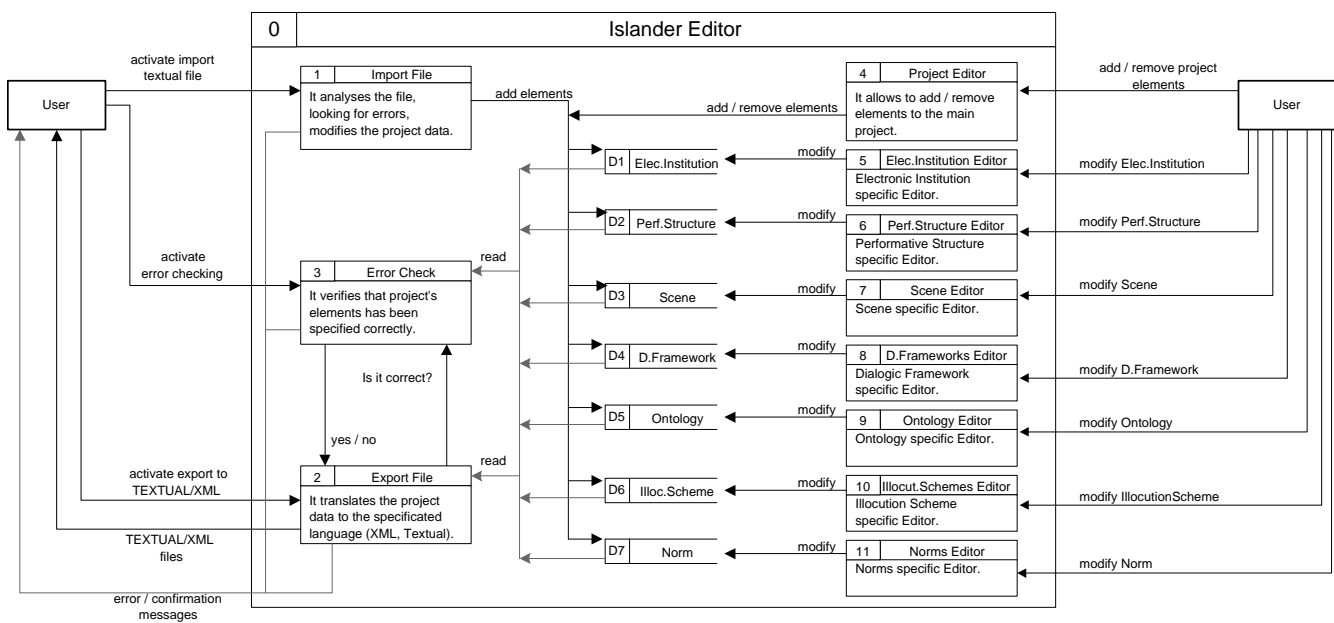 0 Islander Editor
activate import
textual file
User
1 Import File
It analyses the file,
looking for errors,
modifies the project data.
add elements
add / remove elements
4 Project Editor
It allows to add / remove
elements to the main
project.
add / remove project
elements
User
D1 Elec.Institution
modify
5 Elec.Institution Editor
Electronic Institution
specific Editor.
modify Elec.Institution
D2 Perf.Structure
modify
6 Perf.Structure Editor
Performative Structure
specific Editor.
modify Perf.Structure
activate
error checking
3 Error Check
It verifies that project's
elements has been
specified correctly.
read
D3 Scene
modify
7 Scene Editor
Scene specific Editor.
modify Scene
Is it correct?
D4 D.Framework
modify
8 D.Frameworks Editor
Dialogic Framework
specific Editor.
modify D.Framework
yes / no
D5 Ontology
modify
9 Ontology Editor
Ontology specific Editor.
modify Ontology
activate export to
TEXTUAL/XML
2 Export File
It translates the project
data to the specificated
language (XML, Textual).
read
D6 Illoc.Scheme
modify
10 Illocut.Schemes Editor
Illocution Scheme
specific Editor.
modify IllocutionScheme
TEXTUAL/XML
files
D7 Norm
modify
11 Norms Editor
Norms specific Editor.
modify Norm
error / confirmation
messages